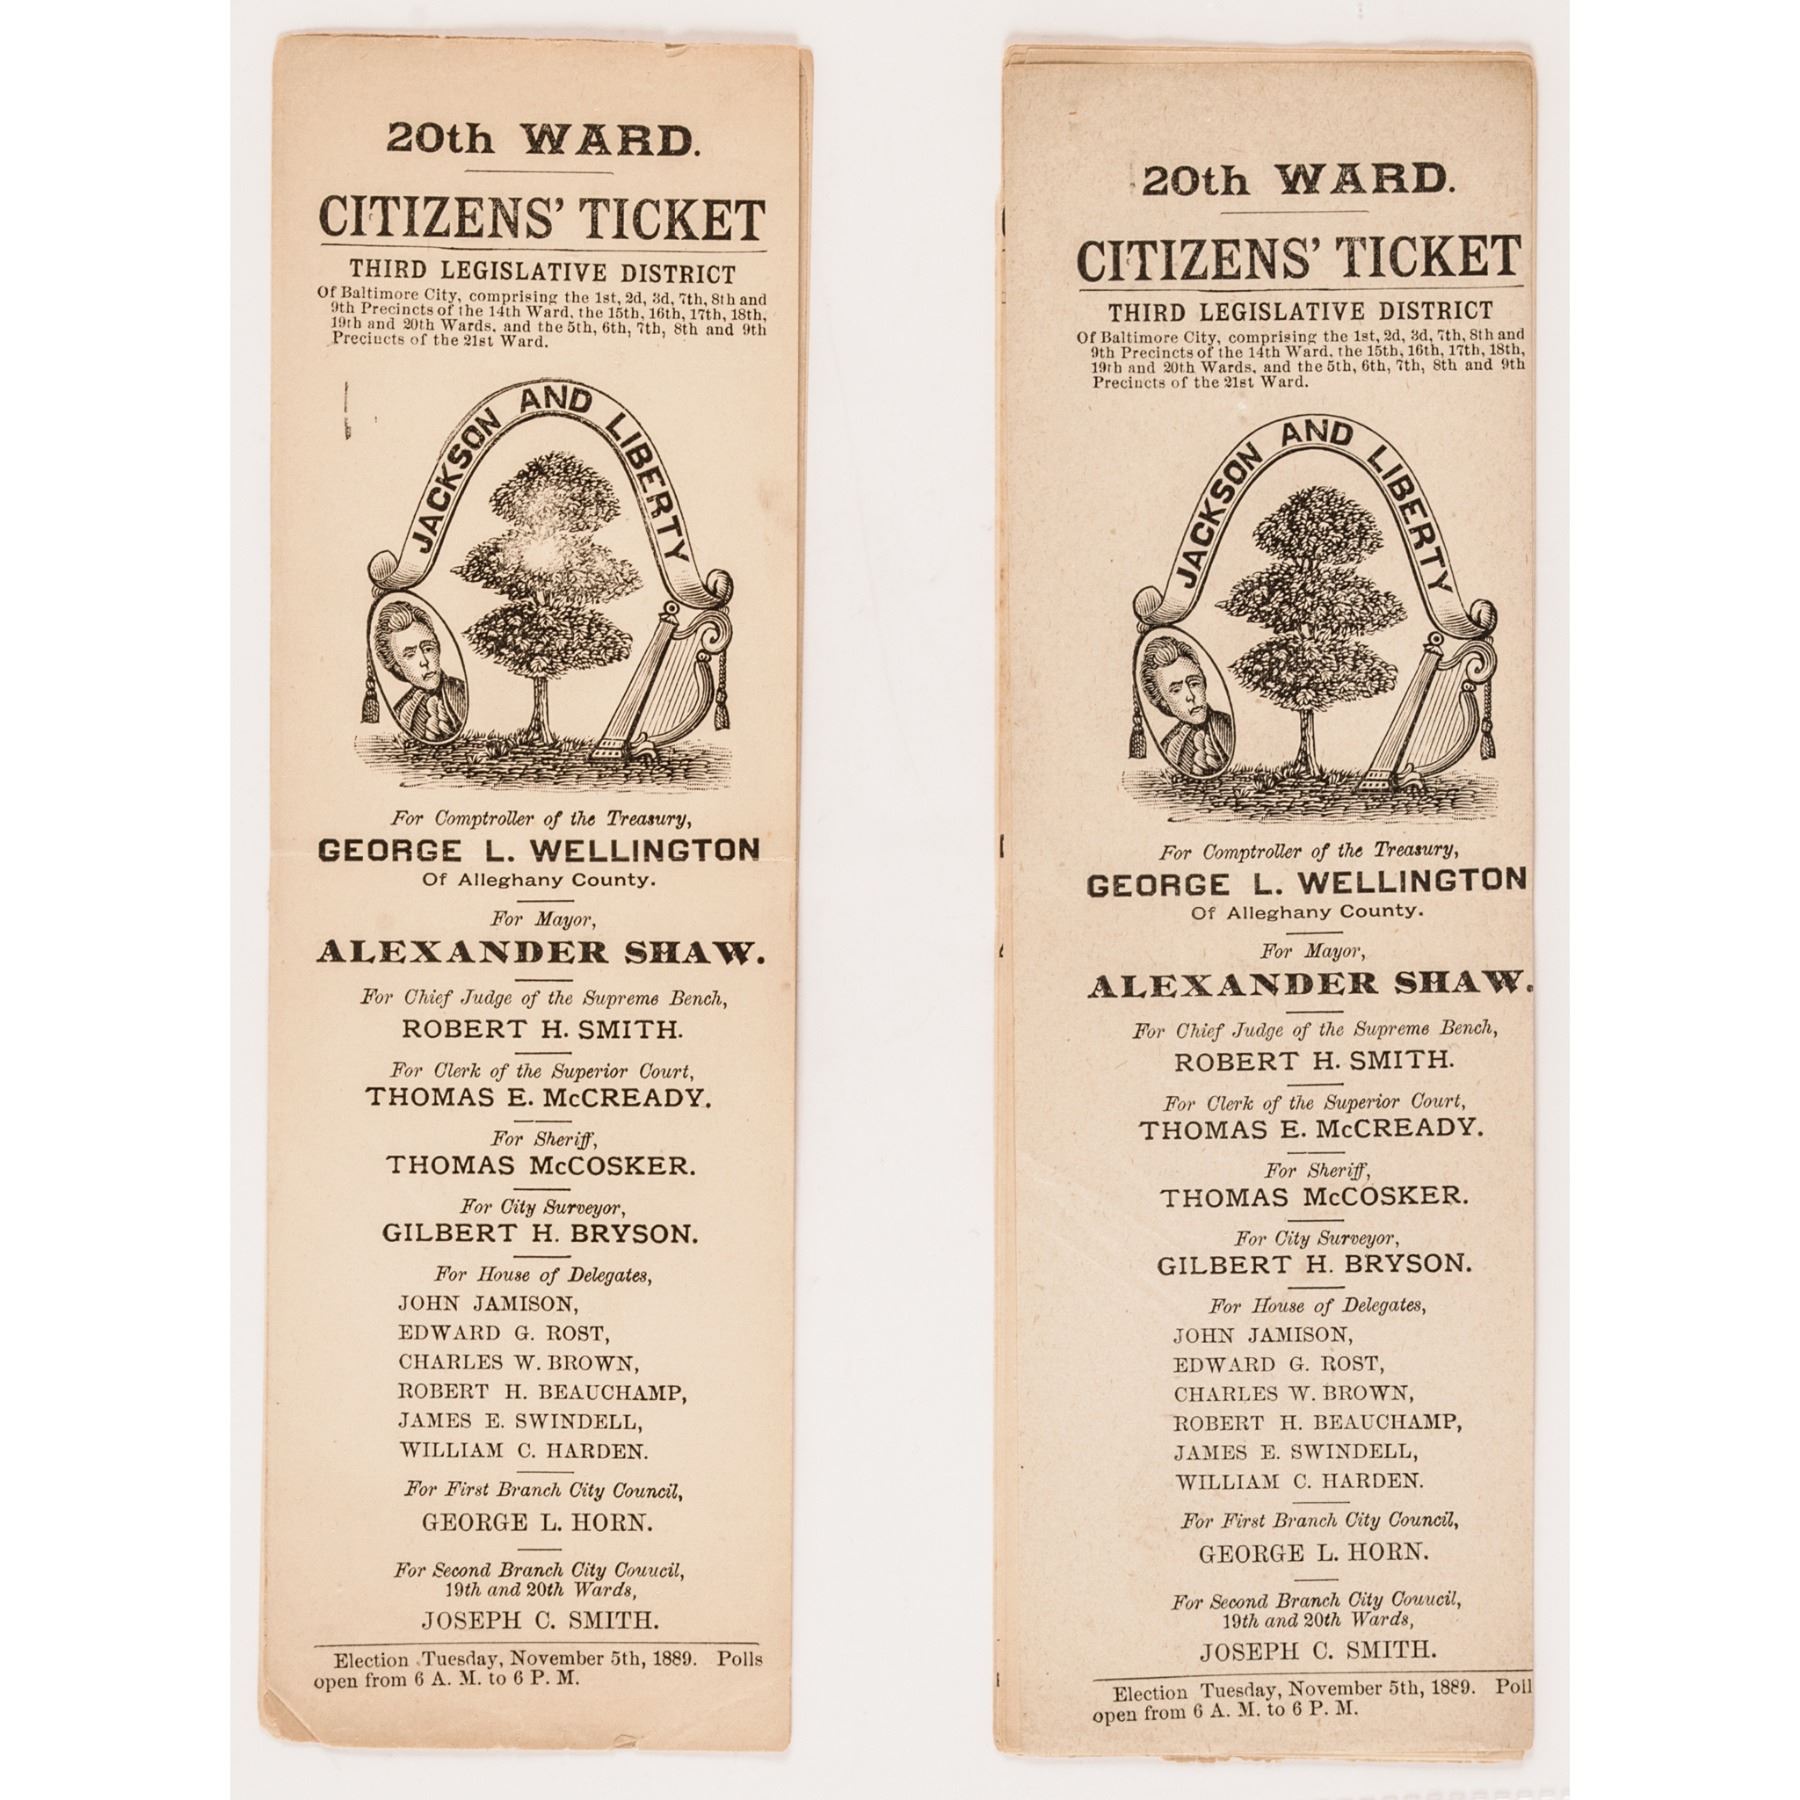 20th WARD.
CITIZENS' TICKET
THIRD LEGISLATIVE DISTRICT
Of Baltimore City, comprising the 1st, 2d, 3d, 7th, 8th and
9th Precincts of the 14th Ward, the 15th, 16th, 17th, 18th,
19th and 20th Wards, and the 5th, 6th, 7th, 8th and 9th
Precincts of the 21st Ward.
JACKSON AND LIBERTY
For Comptroller of the Treasury,
GEORGE L. WELLINGTON
Of Alleghany County.
For Mayor,
ALEXANDER SHAW.
For Chief Judge of the Supreme Bench,
ROBERT H. SMITH.
For Clerk of the Superior Court,
THOMAS E. McCREADY.
For Sheriff,
THOMAS McCOSKER.
For City Surveyor,
GILBERT H. BRYSON.
For House of Delegates,
JOHN JAMISON,
EDWARD G. ROST,
CHARLES W. BROWN,
ROBERT H. BEAUCHAMP,
JAMES E. SWINDELL,
WILLIAM C. HARDEN.
For First Branch City Council,
GEORGE L. HORN.
For Second Branch City Couucil,
19th and 20th Wards,
JOSEPH C. SMITH.
Election Tuesday, November 5th, 1889. Polls
open from 6 A. M. to 6 P. M.
20th WARD.
CITIZENS' TICKET
THIRD LEGISLATIVE DISTRICT
Of Baltimore City, comprising the 1st, 2d, 3d, 7th, 8th and
9th Precincts of the 14th Ward, the 15th, 16th, 17th, 18th,
19th and 20th Wards, and the 5th, 6th, 7th, 8th and 9th
Precincts of the 21st Ward.
JACKSON AND LIBERTY
For Comptroller of the Treasury,
GEORGE L. WELLINGTON
Of Alleghany County.
For Mayor,
ALEXANDER SHAW.
For Chief Judge of the Supreme Bench,
ROBERT H. SMITH.
For Clerk of the Superior Court,
THOMAS E. McCREADY.
For Sheriff,
THOMAS McCOSKER.
For City Surveyor,
GILBERT H. BRYSON.
For House of Delegates,
JOHN JAMISON,
EDWARD G. ROST,
CHARLES W. BROWN,
ROBERT H. BEAUCHAMP,
JAMES E. SWINDELL,
WILLIAM C. HARDEN.
For First Branch City Council,
GEORGE L. HORN.
For Second Branch City Couucil,
19th and 20th Wards,
JOSEPH C. SMITH.
Election Tuesday, November 5th, 1889. Poll
open from 6 A. M. to 6 P. M.